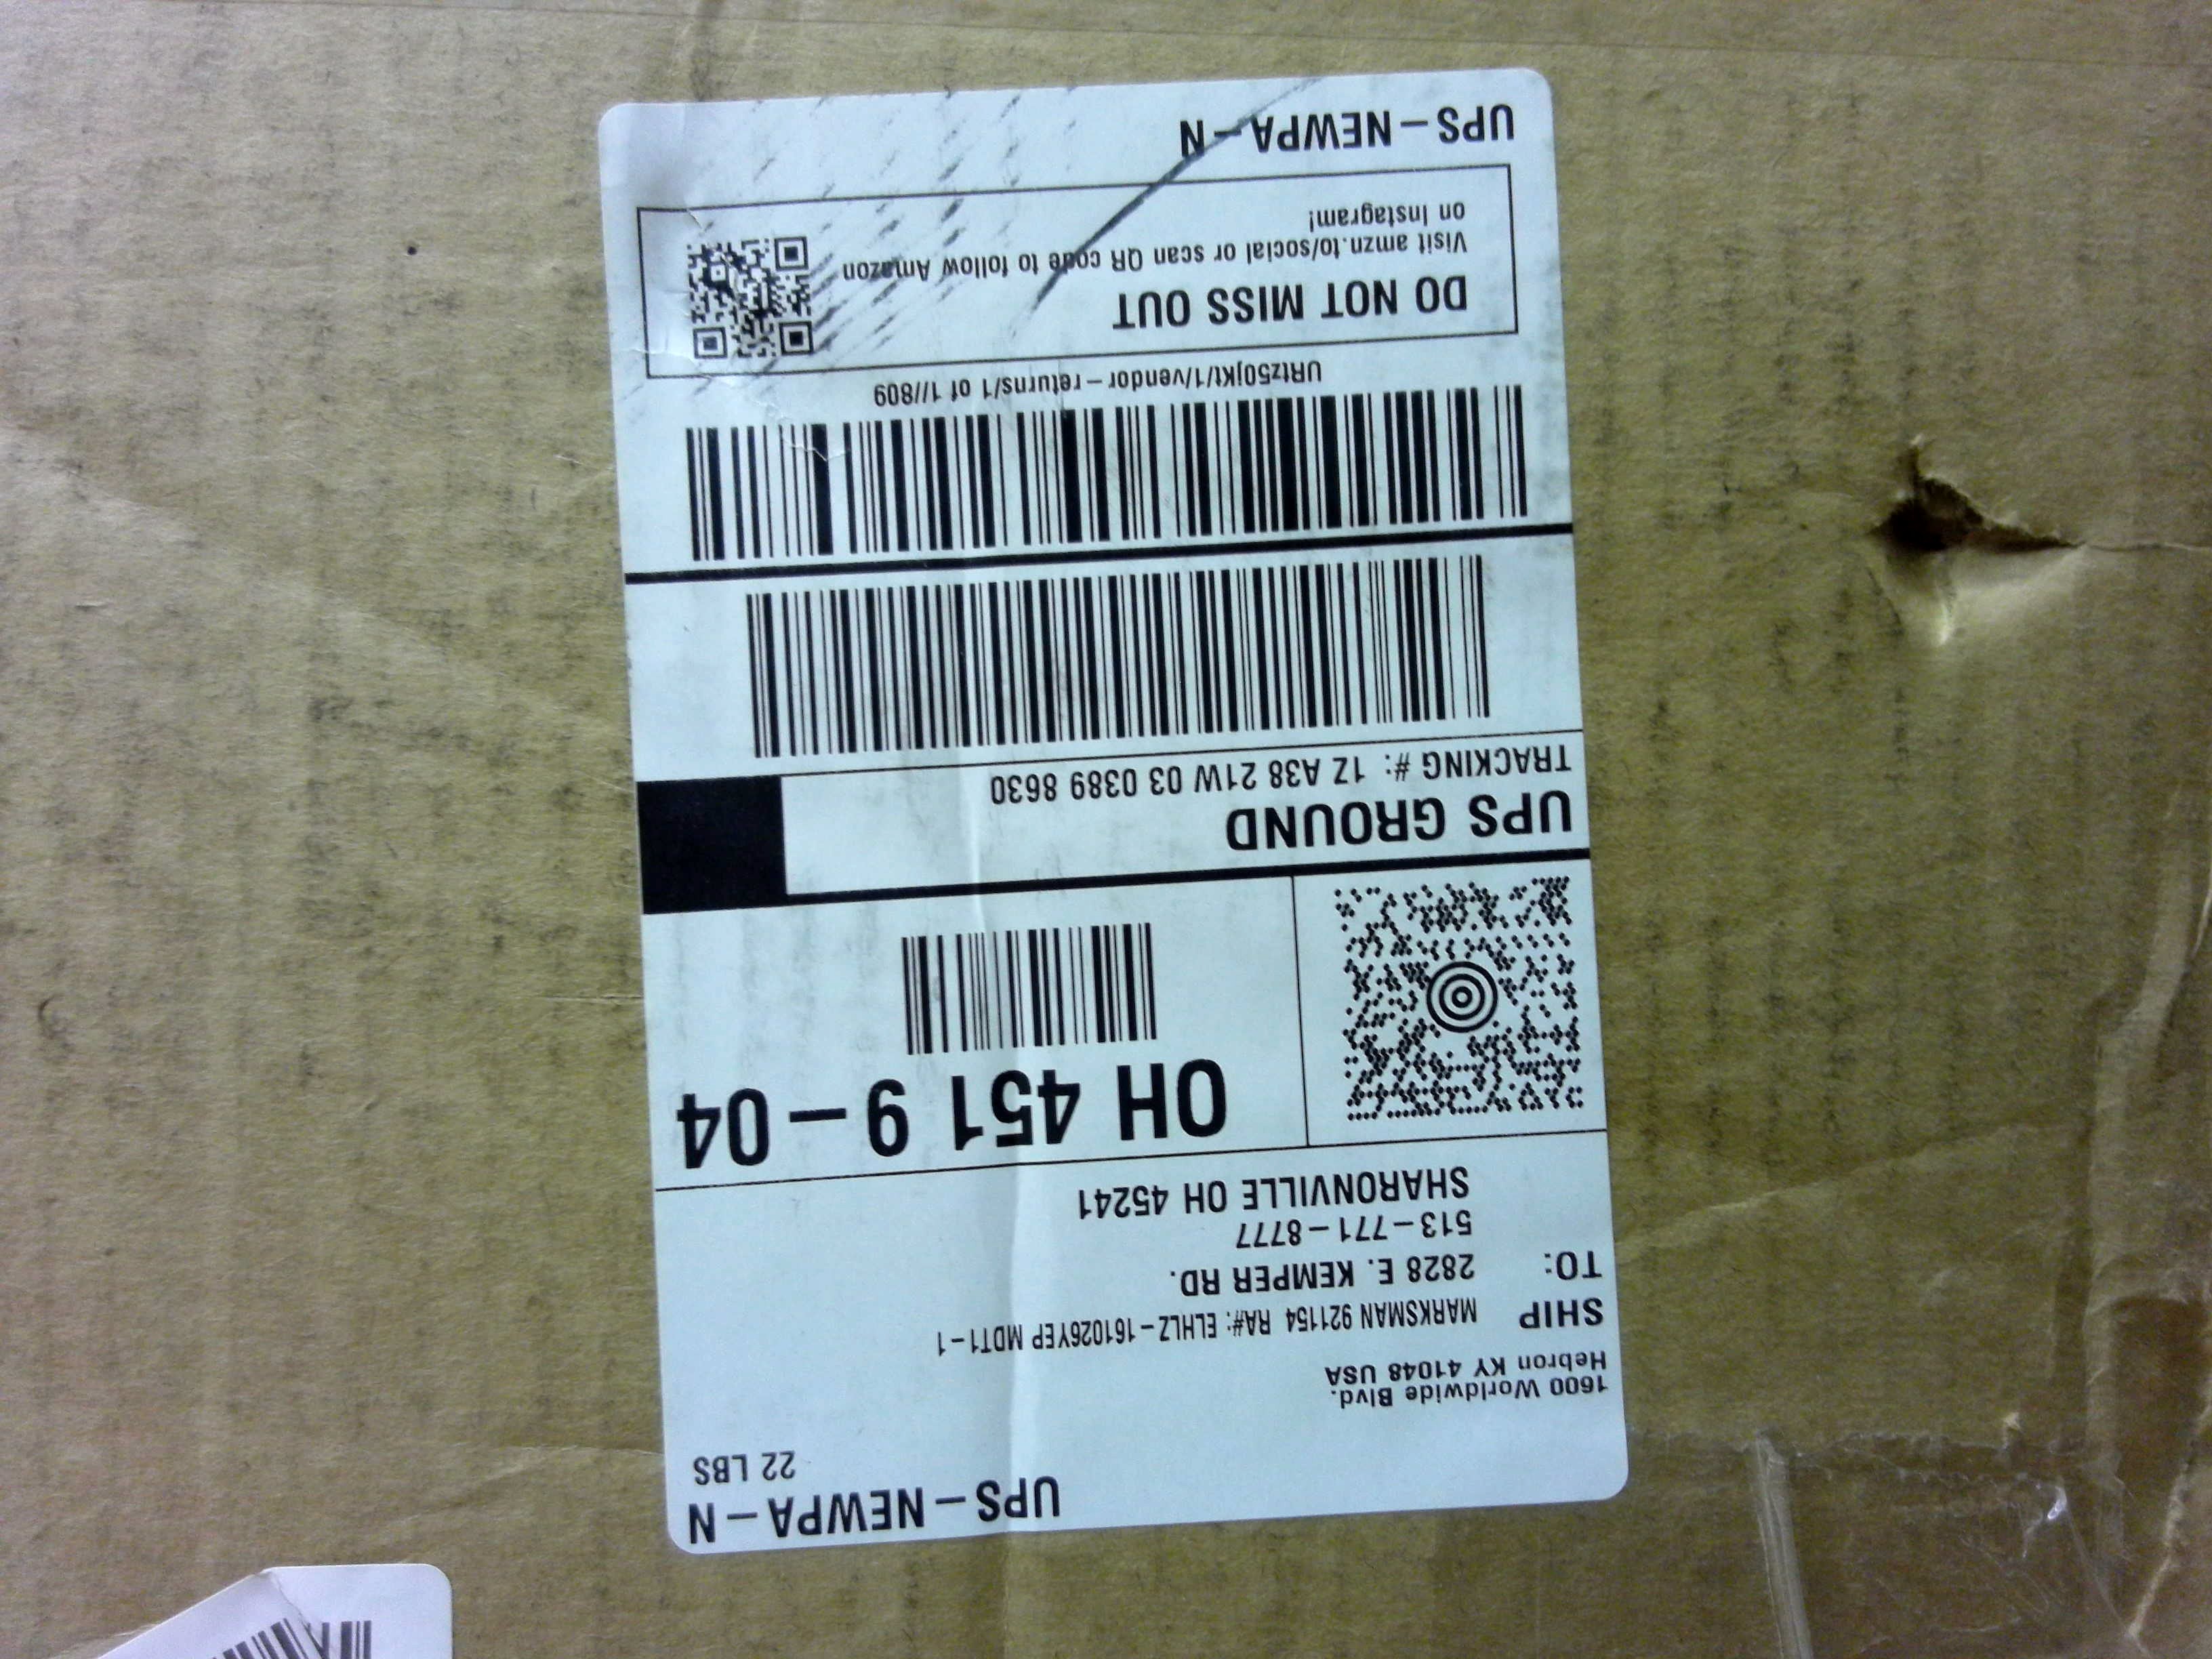 UPS-NEWPA-N
22 LBS
1600 Worldwide Blvd.
Hebron KY 41048 USA
SHIP TO:
MARKSMAN 921154 RA#: ELHLZ-161026YEP MDT1-1
2828 E. KEMPER RD.
513-771-8777
SHARONVILLE OH 45241
OH 451 9-04
UPS GROUND
TRACKING #: 1Z A38 21W 03 0389 8630
URtz50jKt/1/vendor-returns/1 of 1//809
DO NOT MISS OUT
Visit amzn.to/social or scan QR code to follow Amazon
on Instagram!
UPS-NEWPA-N